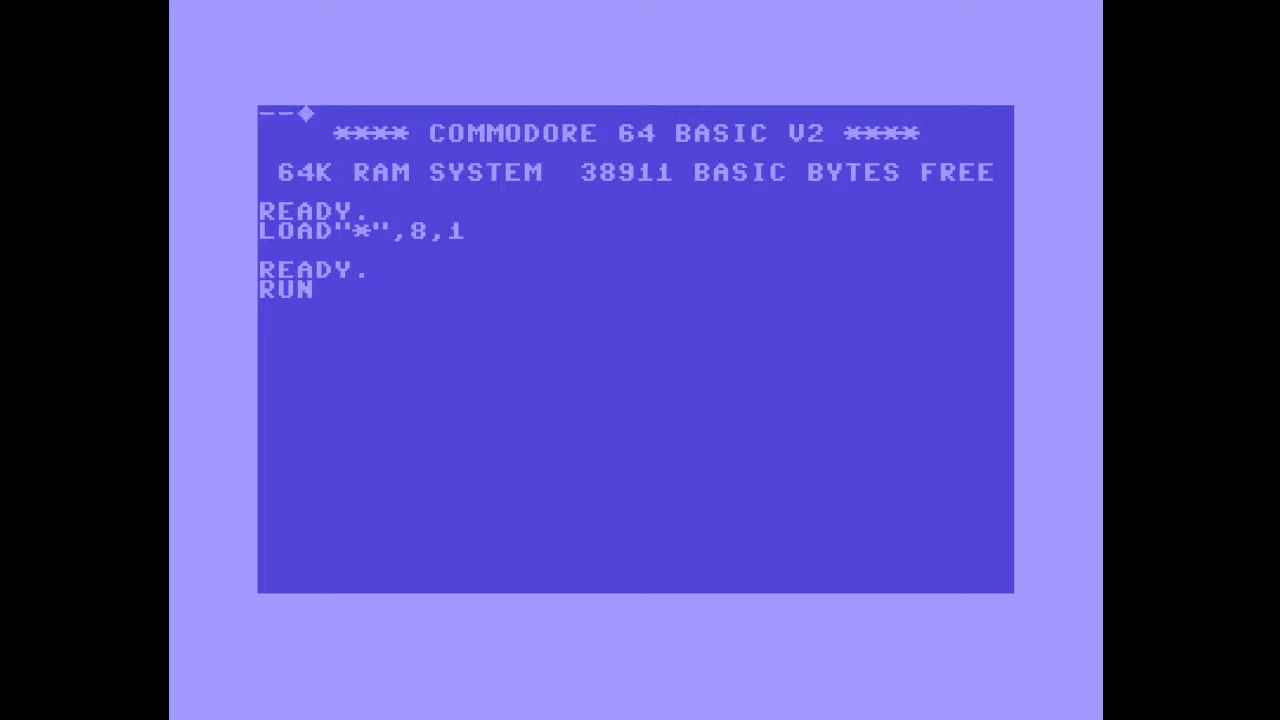 --◆
**** COMMODORE 64 BASIC V2 ****
64K RAM SYSTEM  38911 BASIC BYTES FREE
READY.
LOAD"*",8,1
READY.
RUN